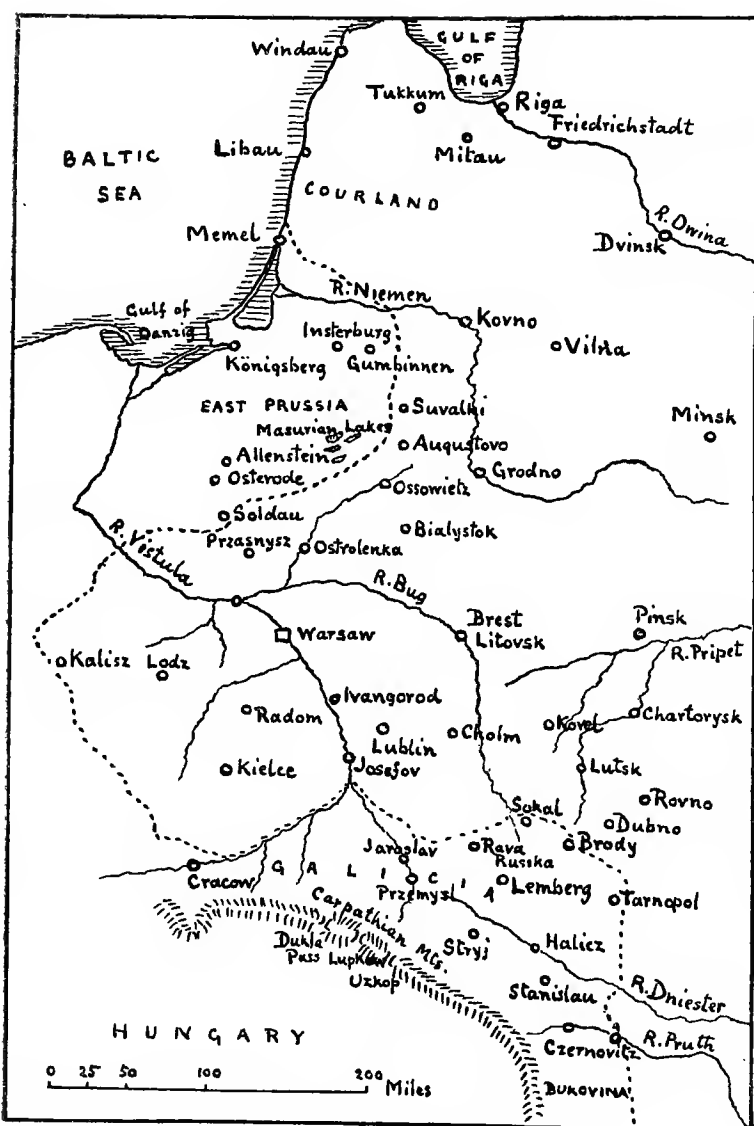 Windau
GULF
OF
RIGA
Tukkum
Riga
Friedrichstadt
BALTIC
SEA
Libau
Mitau
COURLAND
R. Dwina
Memel
Dvinsk
R. Niemen
Gulf of
Danzig
Kovno
Insterburg
Königsberg
Gumbinnen
Vilna
EAST PRUSSIA
Suvalki
Minsk
Masurian Lakes
Augustovo
Allenstein
Grodno
Osterode
Ossowietz
Soldau
Bialystok
R. Vistula
Przasnysz
Ostrolenka
R. Bug
Brest
Litovsk
Pinsk
Warsaw
R. Pripet
Kalisz
Lodz
Ivangorod
Radom
Lublin
Cholm
Kovel
Chartorysk
Kielce
Josefov
Lutsk
Rovno
Sokal
Dubno
Jaroslav
Rava
Rusika
Brody
Cracow
GALICIA
Przemysl
Lemberg
Tarnopol
Carpathian Mts.
Dukla
Pass
Lupkow
Uzkop
Stryj
Halicz
Stanislau
R. Dniester
HUNGARY
Czernovitz
R. Pruth
BUKOVINA
0 25 50 100 200 Miles